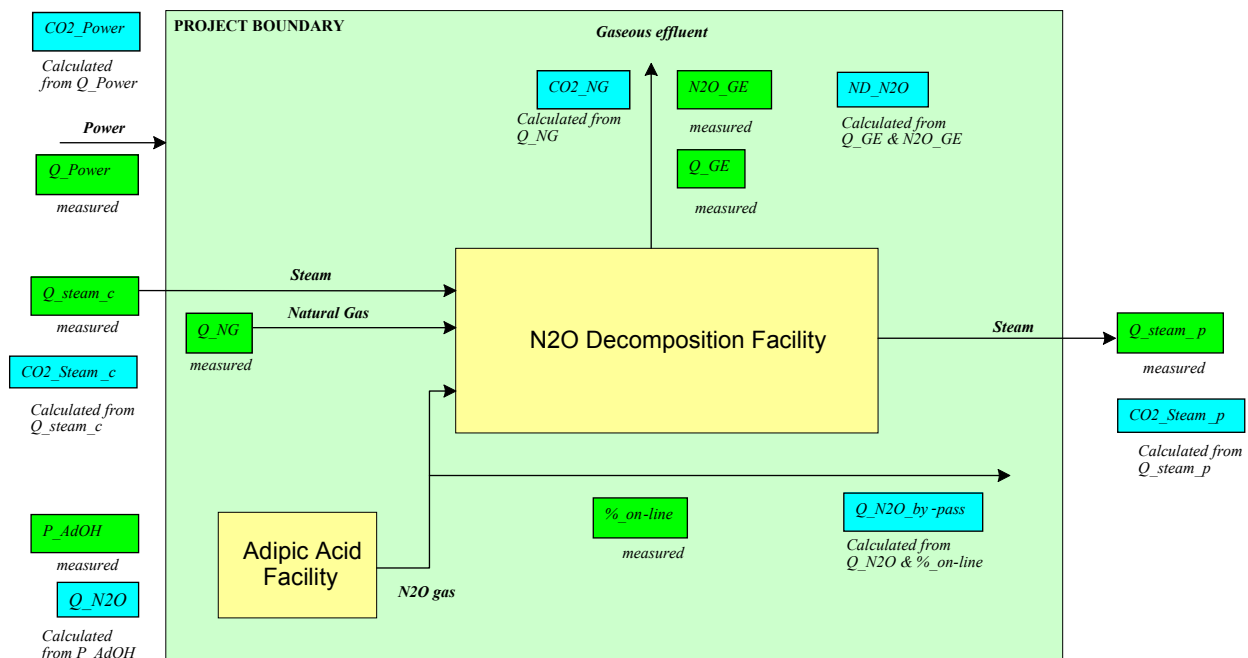 CO2_Power
Calculated
from Q_Power
Power
Q_Power
measured
Q_steam_c
measured
CO2_Steam_c
Calculated from
Q_steam_c
P_AdOH
measured
Q_N2O
Calculated
from P_AdOH
PROJECT BOUNDARY
Gaseous effluent
CO2_NG
Calculated from
Q_NG
N2O_GE
measured
Q_GE
measured
ND_N2O
Calculated from
Q_GE & N2O_GE
Steam
Natural Gas
Q_NG
measured
N2O Decomposition Facility
Steam
Q_steam_p
measured
CO2_Steam_p
Calculated from
Q_steam_p
Adipic Acid
Facility
N2O gas
%_on-line
measured
Q_N2O_by-pass
Calculated from
Q_N2O & %_on-line